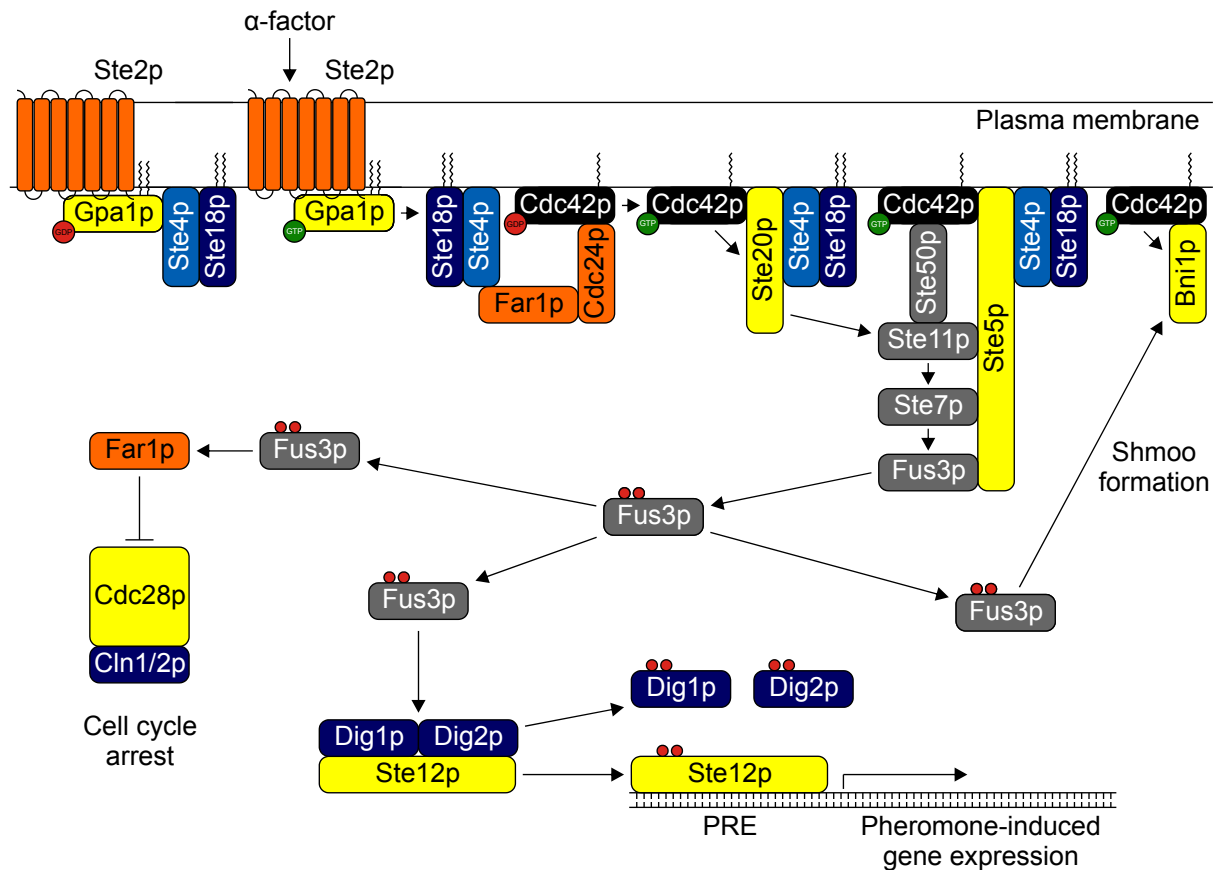 α-factor
Ste2p
Ste2p
Plasma membrane
Gpa1p
GDP
Ste4p
Ste18p
Gpa1p
GTP
Ste18p
Ste4p
Cdc42p
GDP
Cdc24p
Far1p
Cdc42p
GTP
Ste20p
Ste4p
Ste18p
Cdc42p
GTP
Ste50p
Ste11p
Ste7p
Fus3p
Ste5p
Ste4p
Ste18p
Cdc42p
GTP
Bni1p
Shmoo
formation
Far1p
Fus3p
Fus3p
Fus3p
Fus3p
Cdc28p
Cln1/2p
Cell cycle
arrest
Dig1p
Dig2p
Ste12p
Dig1p
Dig2p
Ste12p
PRE
Pheromone-induced
gene expression